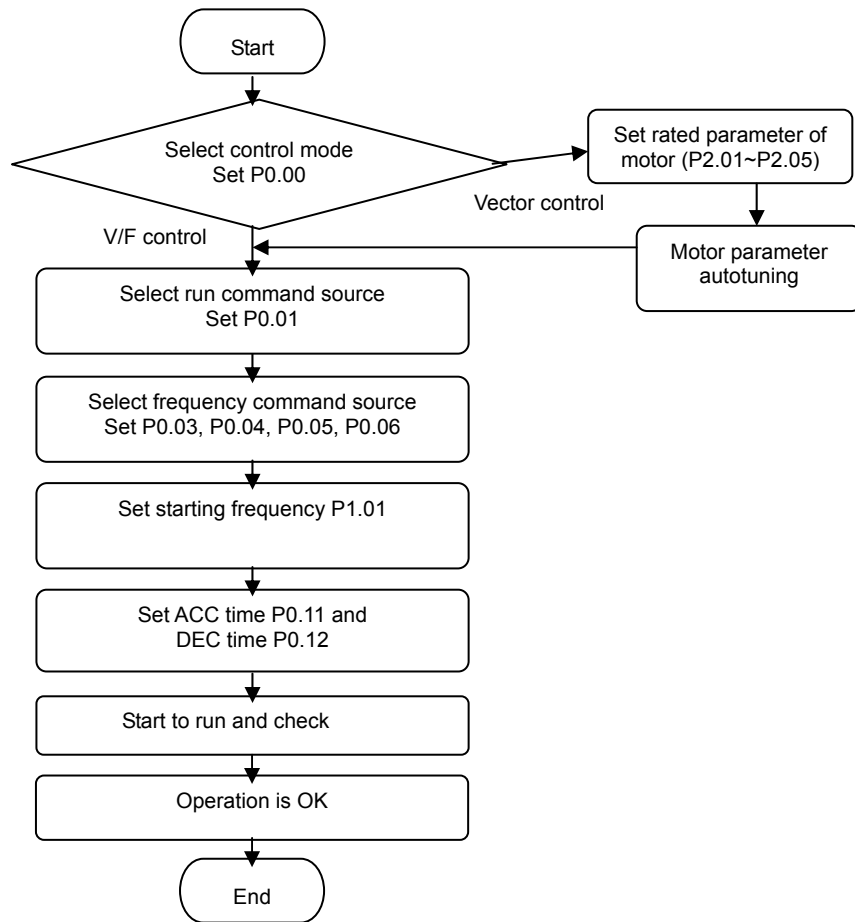 Start
Select control mode
Set P0.00
Set rated parameter of
motor (P2.01~P2.05)
Vector control
V/F control
Motor parameter
autotuning
Select run command source
Set P0.01
Select frequency command source
Set P0.03, P0.04, P0.05, P0.06
Set starting frequency P1.01
Set ACC time P0.11 and
DEC time P0.12
Start to run and check
Operation is OK
End